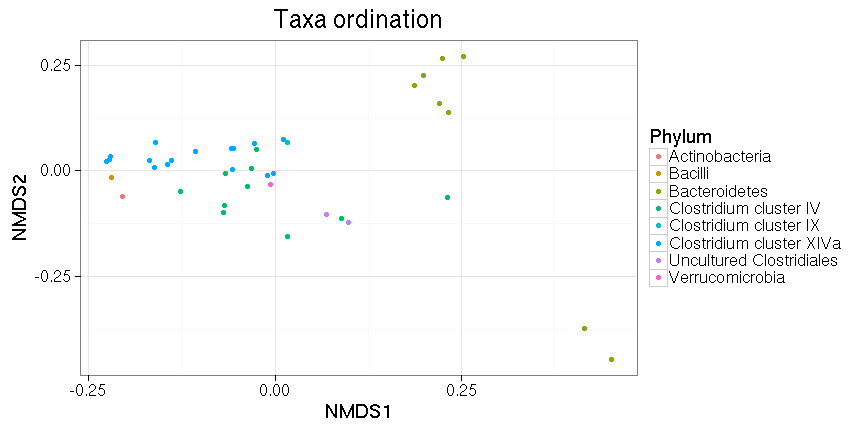 Taxa ordination
0.25
0.00
-0.25
NMDS2
-0.25
0.00
0.25
NMDS1
Phylum
Actinobacteria
Bacilli
Bacteroidetes
Clostridium cluster IV
Clostridium cluster IX
Clostridium cluster XIVa
Uncultured Clostridiales
Verrucomicrobia